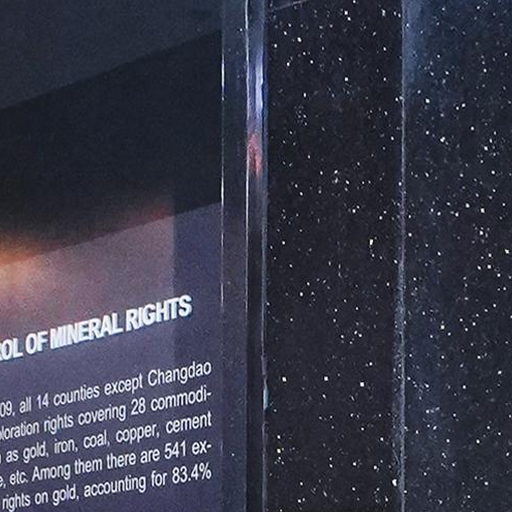 OL OF MINERAL RIGHTS
09, all 14 counties except Changdao
loration rights covering 28 commodi-
as gold, iron, coal, copper, cement
, etc. Among them there are 541 ex-
rights on gold, accounting for 83.4%